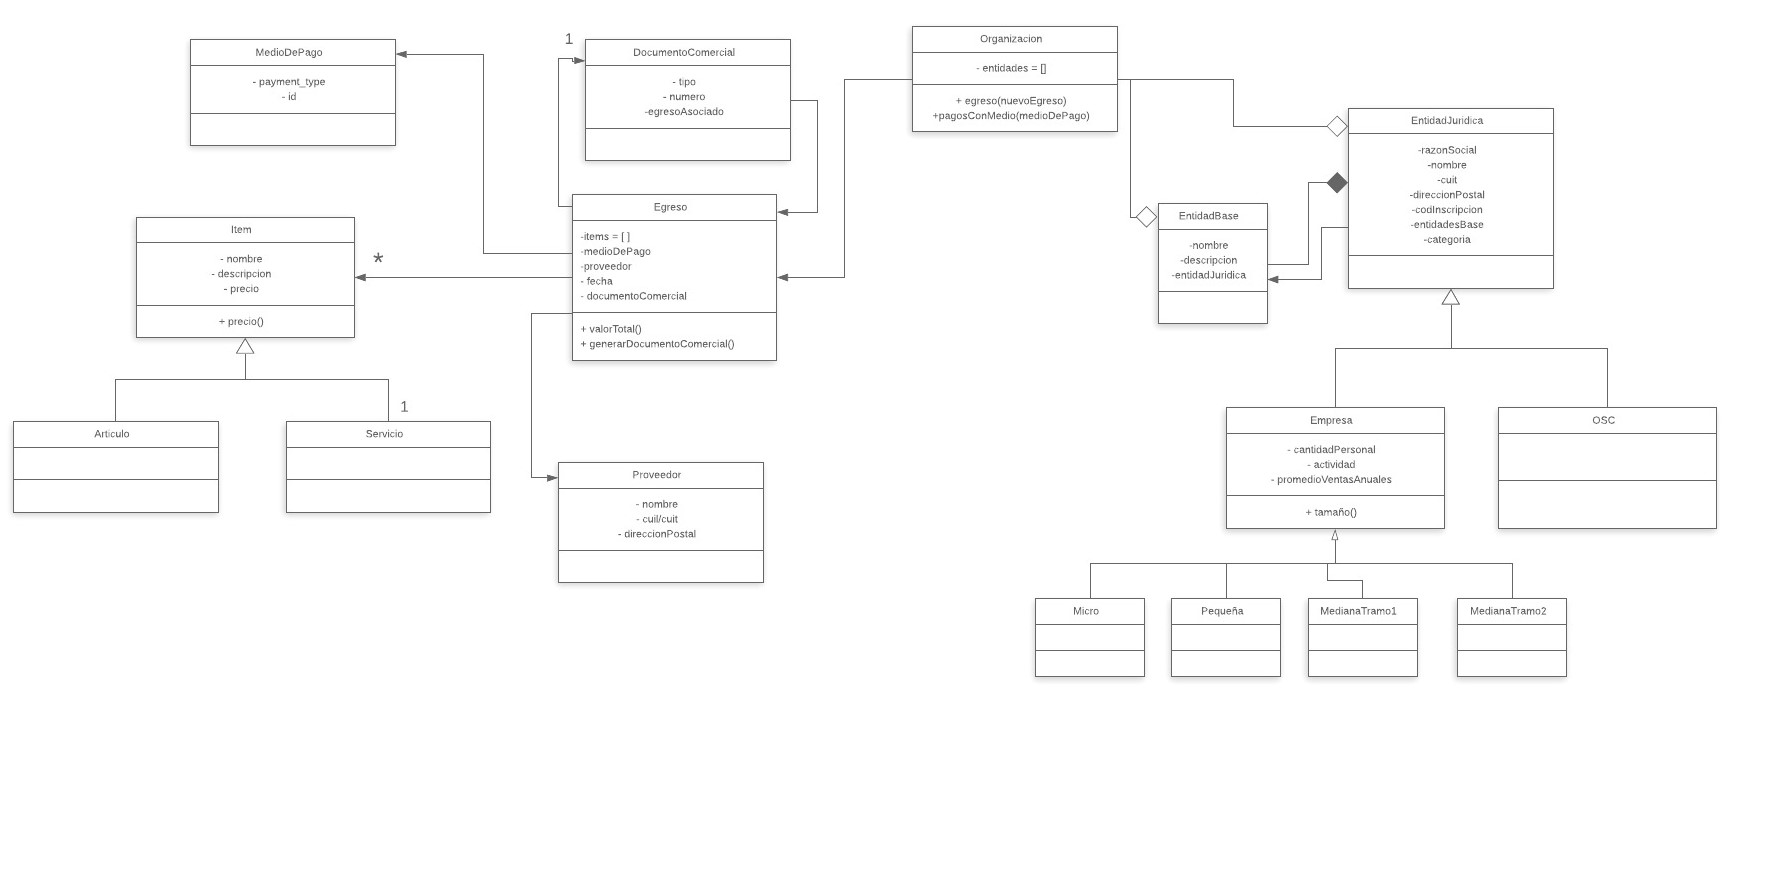 MedioDePago
- payment_type
- id
1
DocumentoComercial
- tipo
- numero
-egresoAsociado
Organizacion
- entidades = []
+ egreso(nuevoEgreso)
+pagosConMedio(medioDePago)
EntidadJuridica
-razonSocial
-nombre
-cuit
-direccionPostal
-codInscripcion
-entidadesBase
-categoria
EntidadBase
-nombre
-descripcion
-entidadJuridica
Egreso
-items = [ ]
-medioDePago
-proveedor
- fecha
- documentoComercial
+ valorTotal()
+ generarDocumentoComercial()
Item
- nombre
- descripcion
- precio
+ precio()
*
1
Articulo
Servicio
Proveedor
- nombre
- cuil/cuit
- direccionPostal
Empresa
- cantidadPersonal
- actividad
- promedioVentasAnuales
+ tamaño()
OSC
Micro
Pequeña
MedianaTramo1
MedianaTramo2